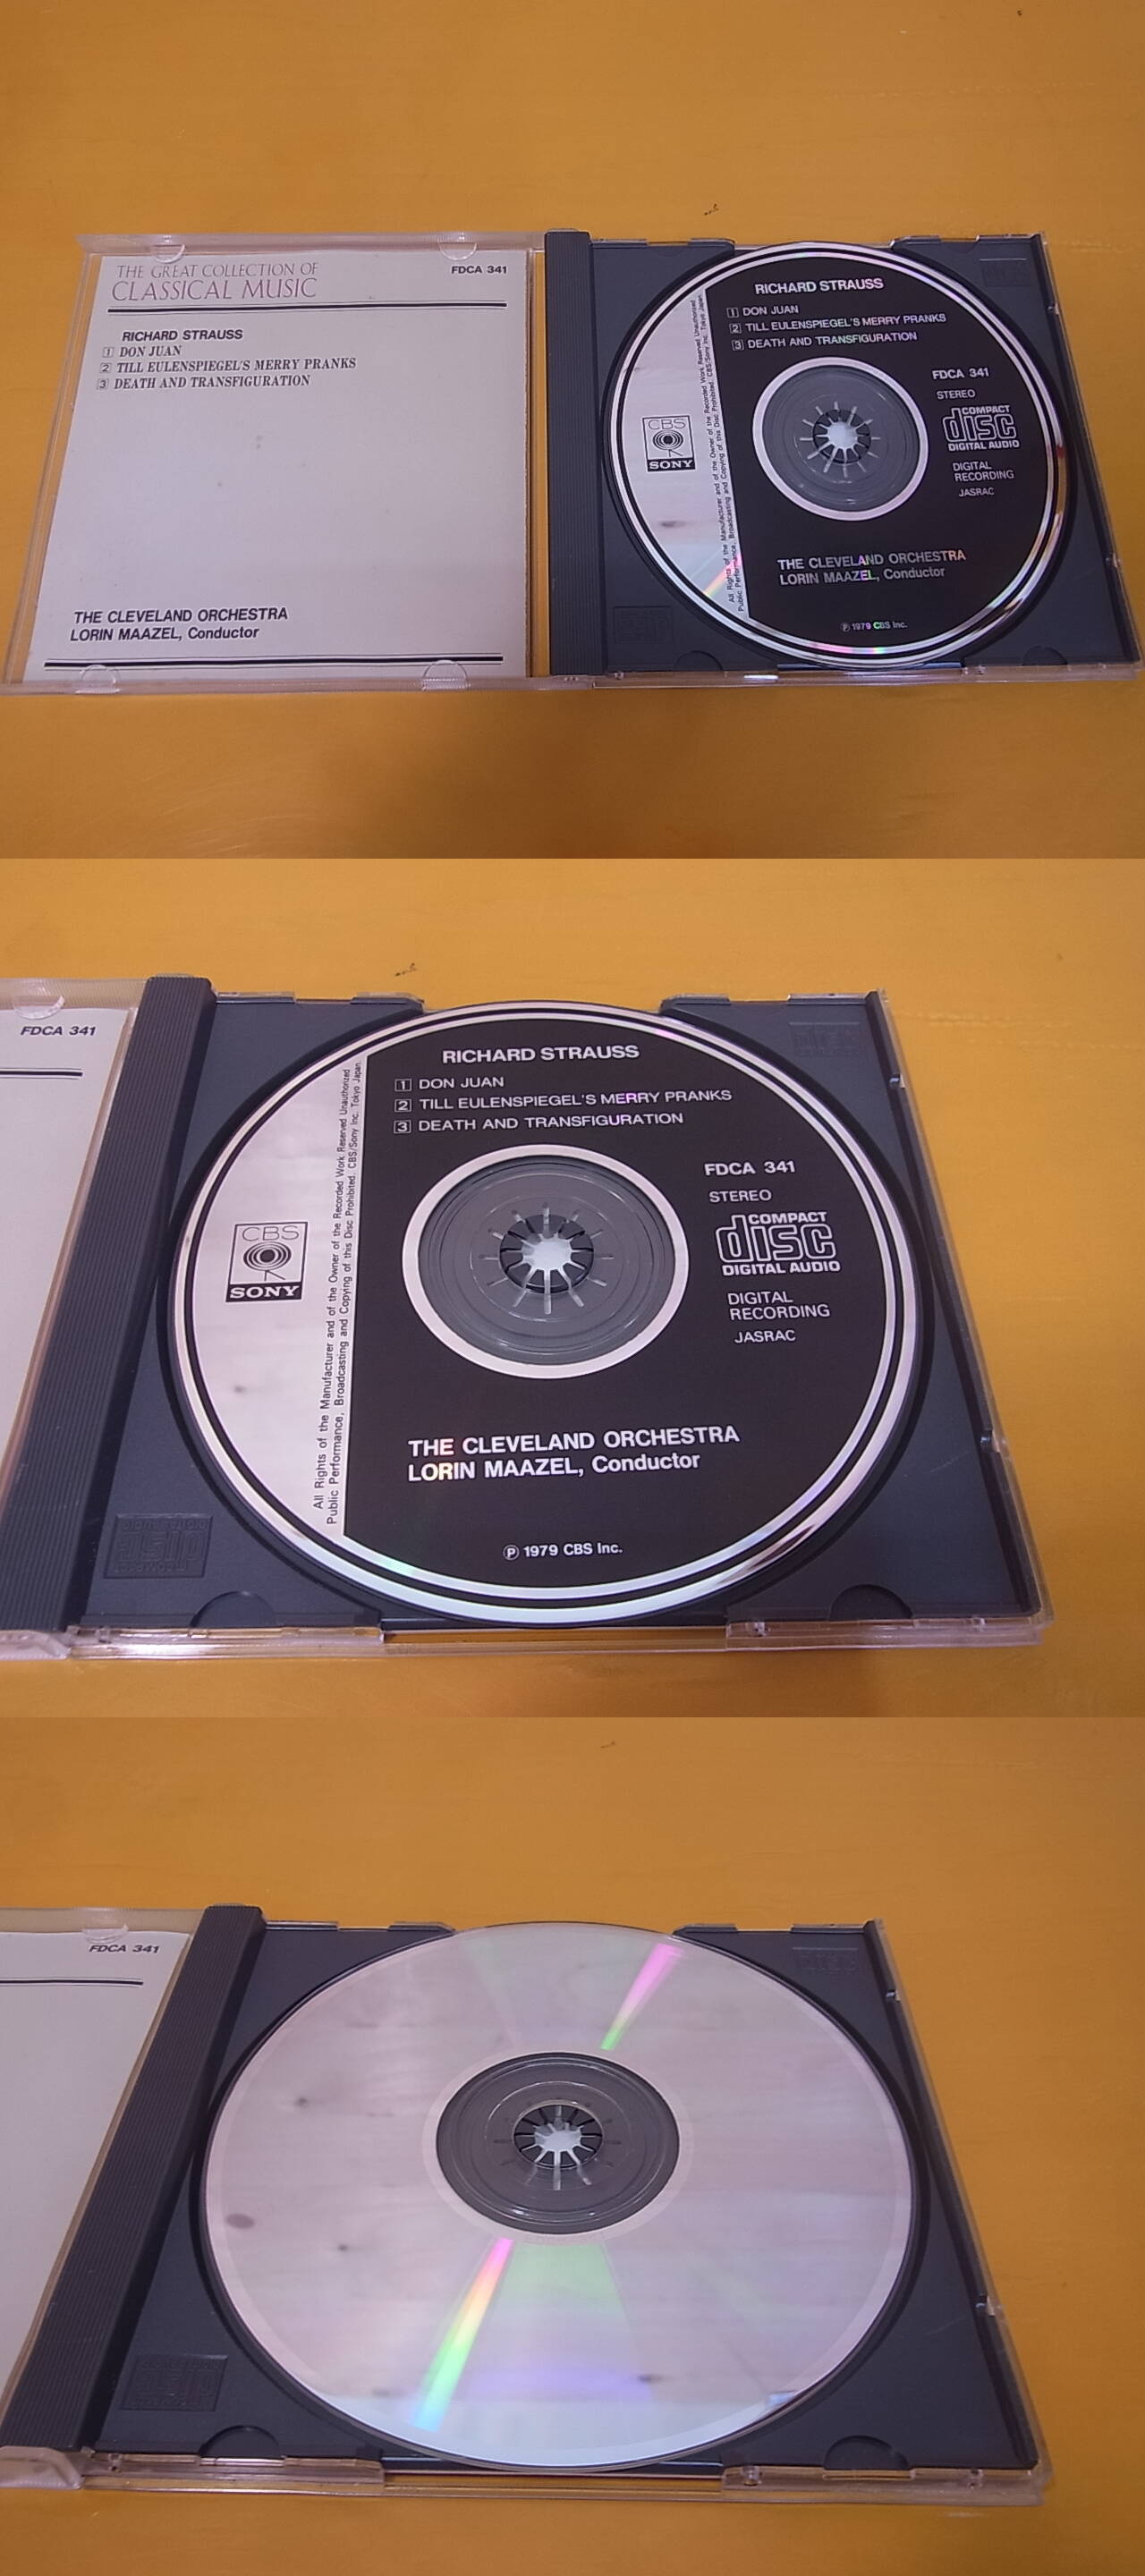 THE GREAT COLLECTION OF
CLASSICAL MUSIC
FDCA 341
RICHARD STRAUSS
1 DON JUAN
2 TILL EULENSPIEGEL'S MERRY PRANKS
3 DEATH AND TRANSFIGURATION
THE CLEVELAND ORCHESTRA
LORIN MAAZEL, Conductor
RICHARD STRAUSS
1 DON JUAN
2 TILL EULENSPIEGEL'S MERRY PRANKS
3 DEATH AND TRANSFIGURATION
FDCA 341
STEREO
COMPACT
disc
DIGITAL AUDIO
DIGITAL
RECORDING
JASRAC
CBS
SONY
All Rights of the Manufacturer and of the Owner of the Recorded Work Reserved Unauthorized
Public Performance, Broadcasting and Copying of this Disc Prohibited. CBS/Sony Inc. Tokyo Japan
THE CLEVELAND ORCHESTRA
LORIN MAAZEL, Conductor
Ⓟ 1979 CBS Inc.
FDCA 341
RICHARD STRAUSS
1 DON JUAN
2 TILL EULENSPIEGEL'S MERRY PRANKS
3 DEATH AND TRANSFIGURATION
FDCA 341
STEREO
COMPACT
disc
DIGITAL AUDIO
DIGITAL
RECORDING
JASRAC
CBS
SONY
All Rights of the Manufacturer and of the Owner of the Recorded Work Reserved Unauthorized
Public Performance, Broadcasting and Copying of this Disc Prohibited. CBS/Sony Inc. Tokyo Japan
THE CLEVELAND ORCHESTRA
LORIN MAAZEL, Conductor
Ⓟ 1979 CBS Inc.
FDCA 341